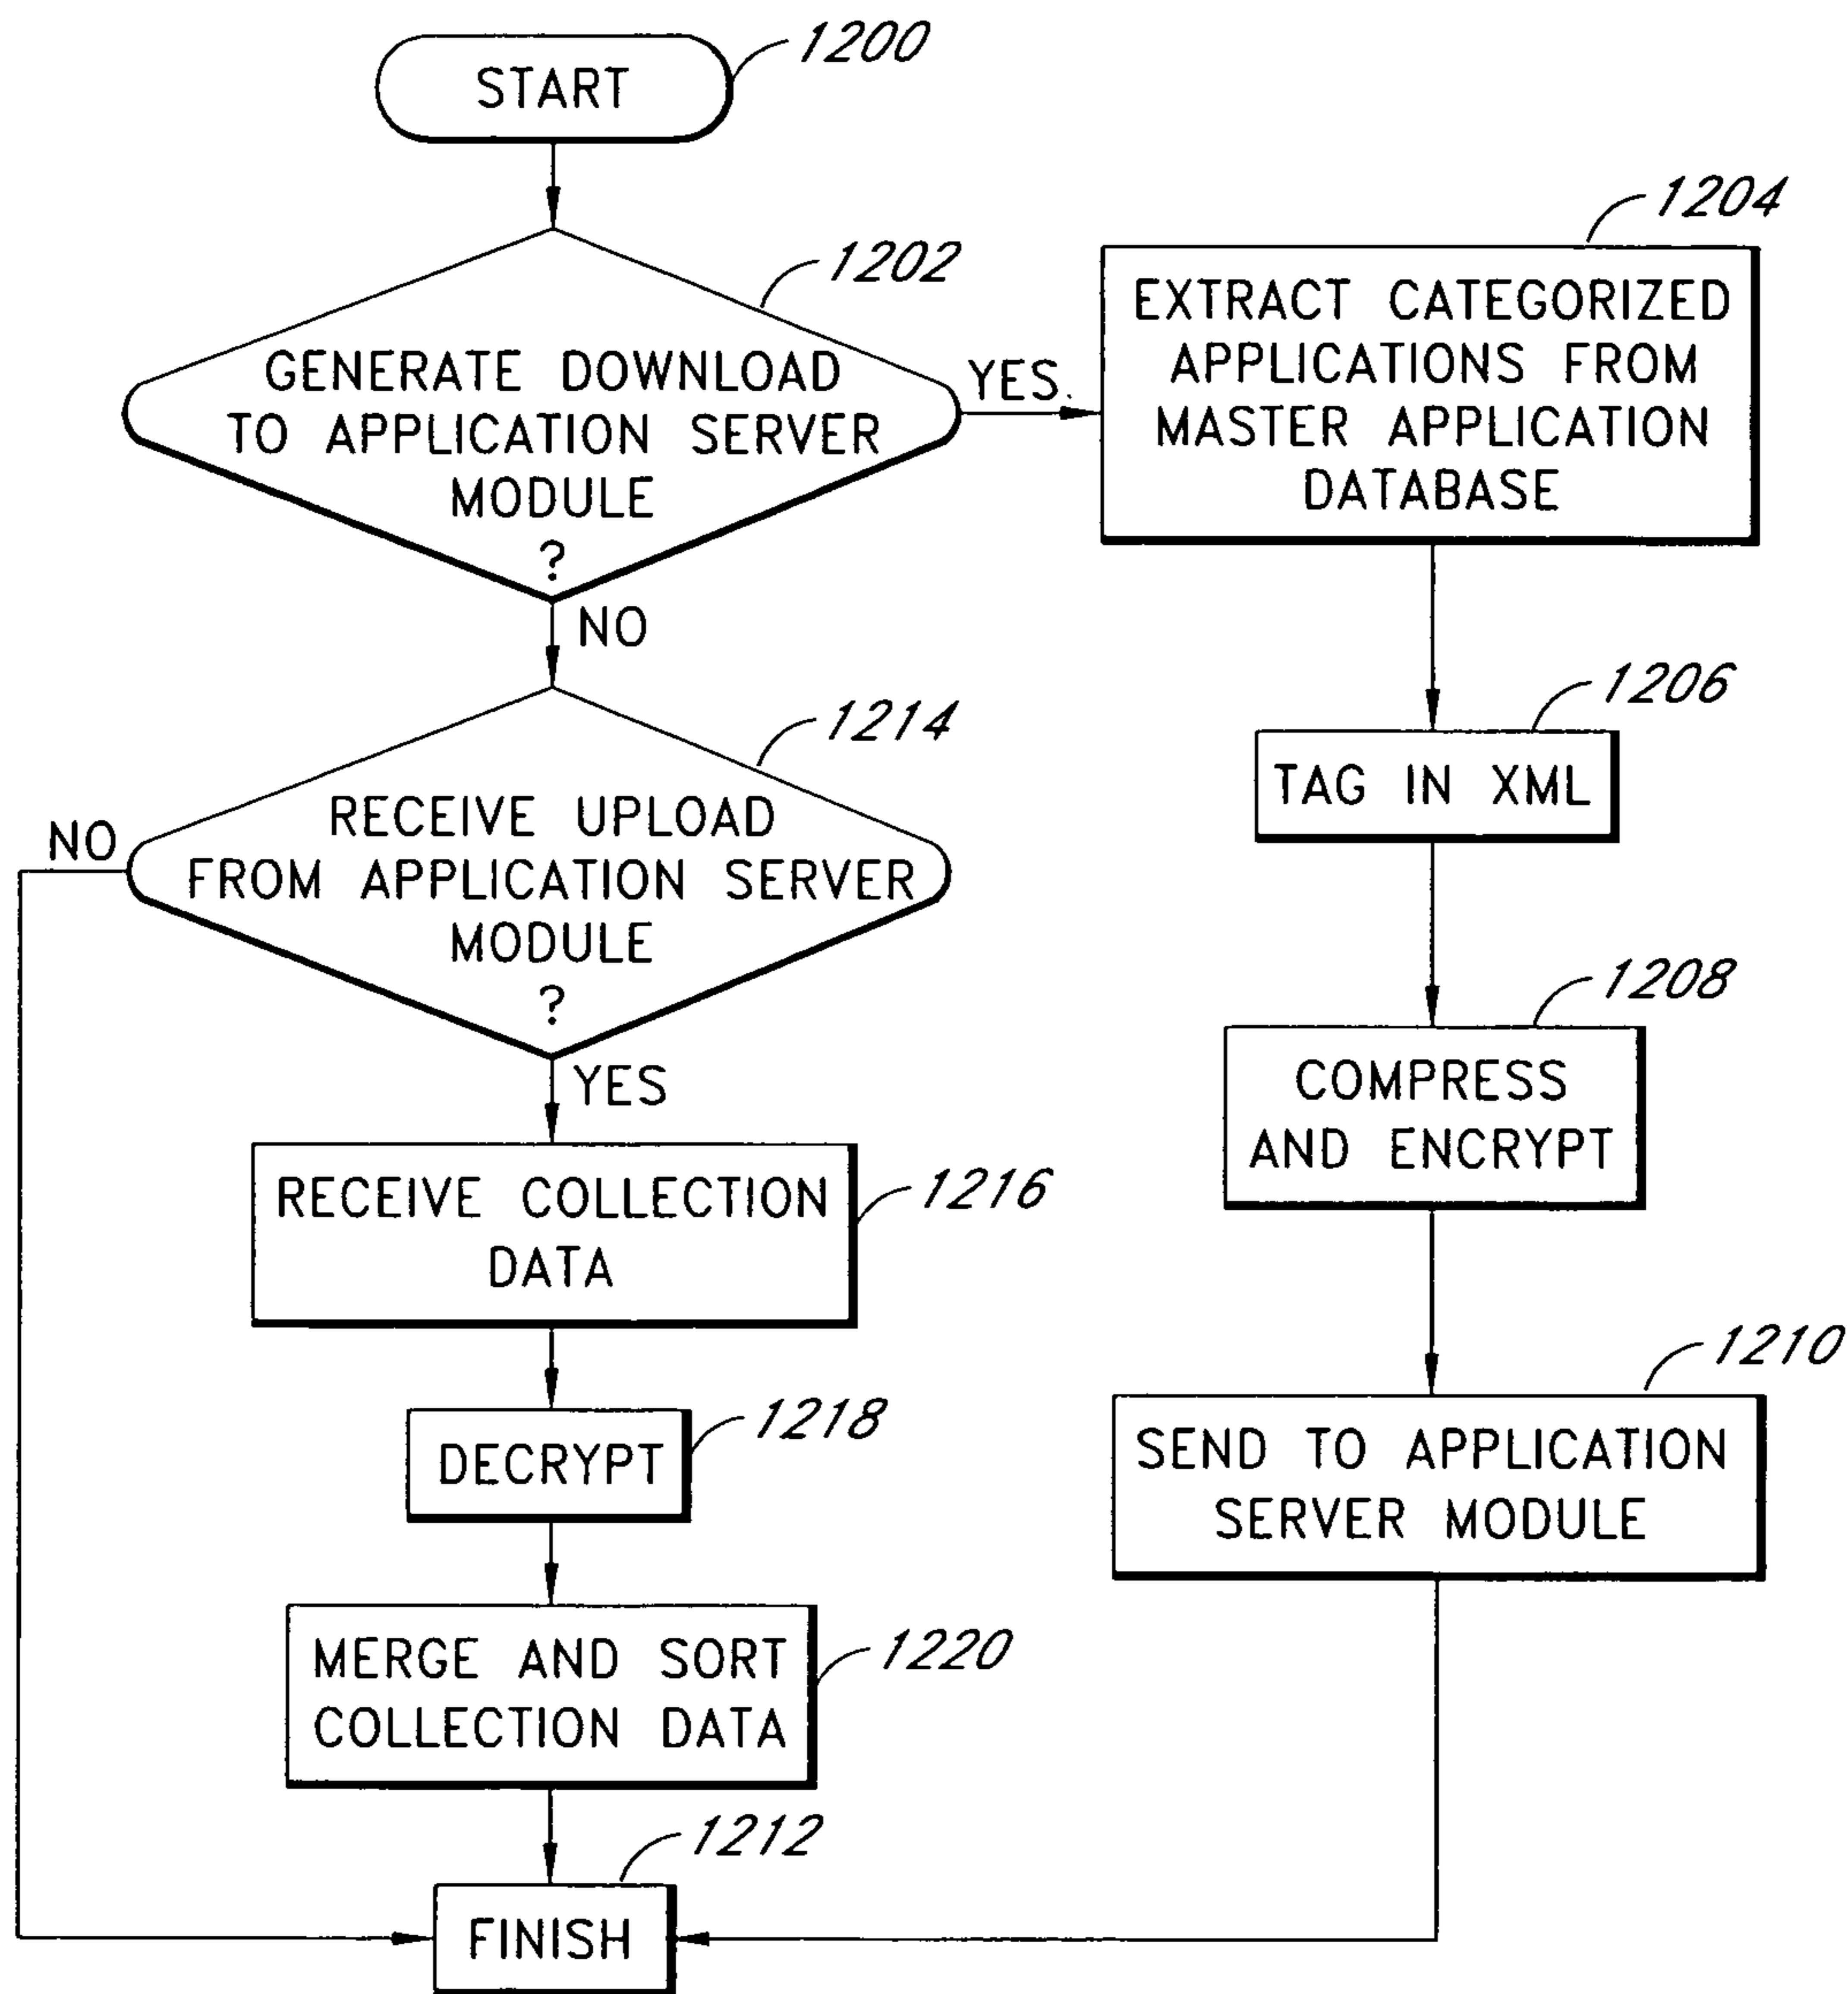 START
1200
GENERATE DOWNLOAD
TO APPLICATION SERVER
MODULE
?
1202
YES.
NO
EXTRACT CATEGORIZED
APPLICATIONS FROM
MASTER APPLICATION
DATABASE
1204
TAG IN XML
1206
COMPRESS
AND ENCRYPT
1208
SEND TO APPLICATION
SERVER MODULE
1210
RECEIVE UPLOAD
FROM APPLICATION SERVER
MODULE
?
1214
NO
YES
RECEIVE COLLECTION
DATA
1216
DECRYPT
1218
MERGE AND SORT
COLLECTION DATA
1220
FINISH
1212